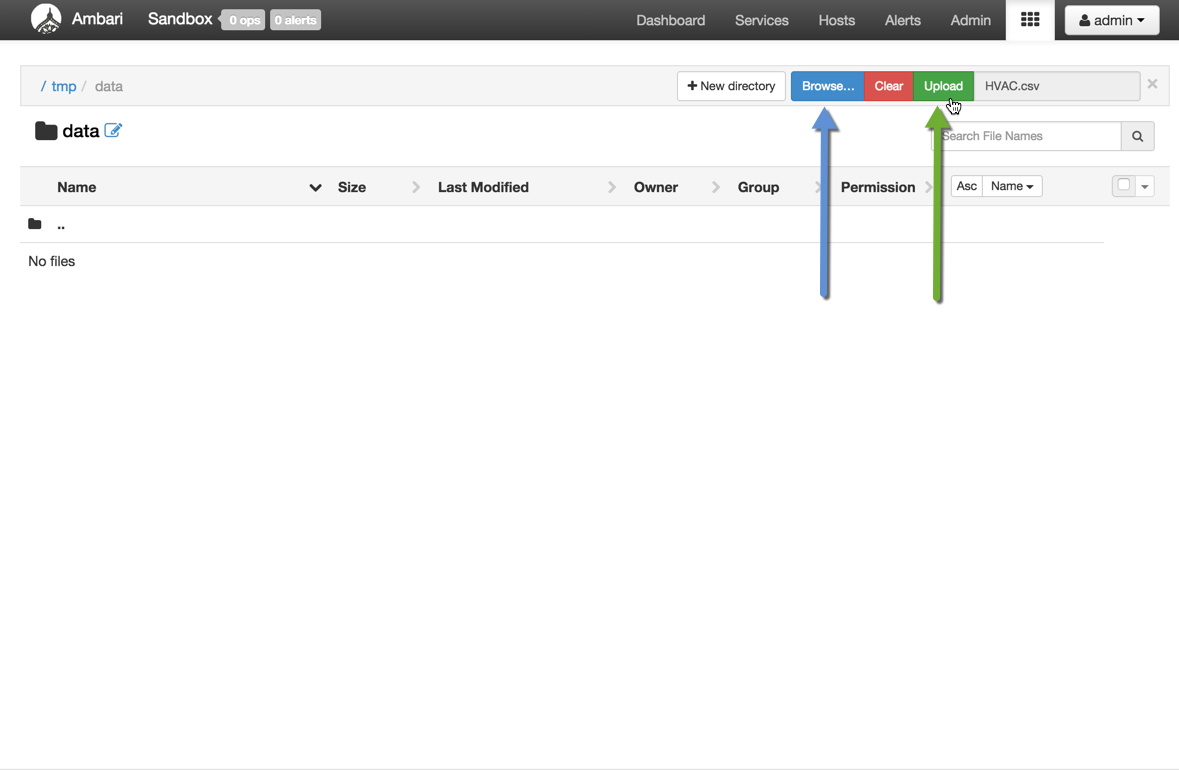 Ambari Sandbox 0 ops 0 alerts Dashboard Services Hosts Alerts Admin admin
/ tmp / data + New directory Browse... Clear Upload HVAC.csv ×
data Search File Names
Name Size Last Modified Owner Group Permission Asc Name
..
No files